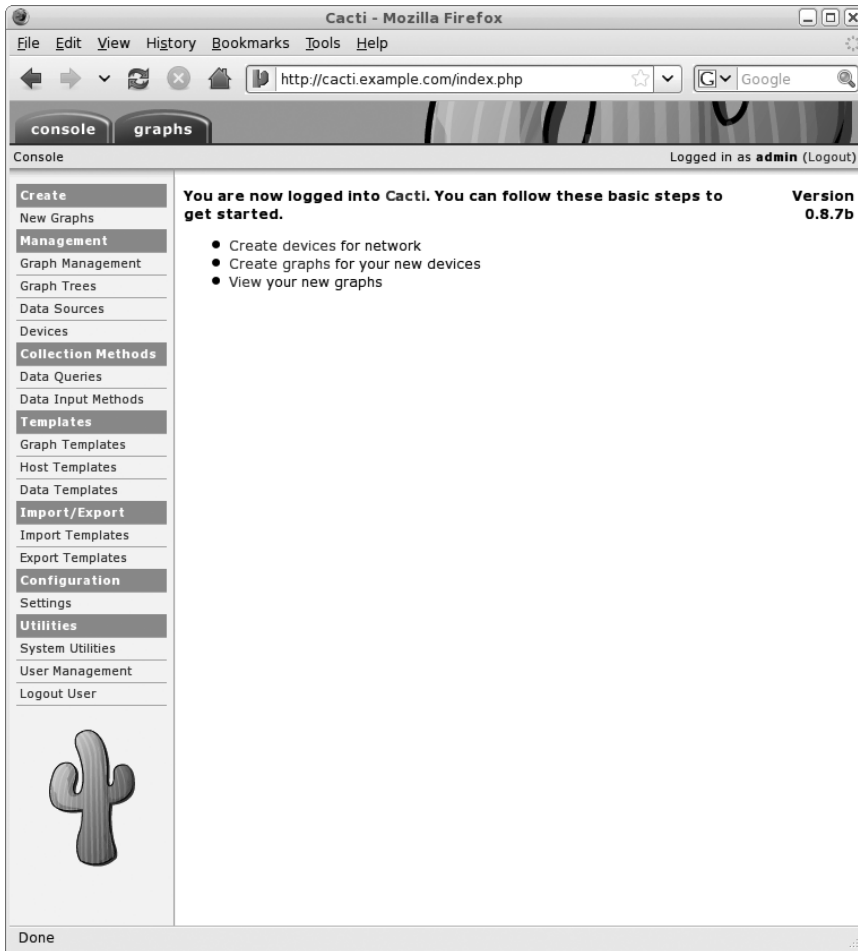 Cacti - Mozilla Firefox
File Edit View History Bookmarks Tools Help
http://cacti.example.com/index.php
G Google
console graphs
Console
Logged in as admin (Logout)
Create
New Graphs
Management
Graph Management
Graph Trees
Data Sources
Devices
Collection Methods
Data Queries
Data Input Methods
Templates
Graph Templates
Host Templates
Data Templates
Import/Export
Import Templates
Export Templates
Configuration
Settings
Utilities
System Utilities
User Management
Logout User
You are now logged into Cacti. You can follow these basic steps to
get started.
Version
0.8.7b
• Create devices for network
• Create graphs for your new devices
• View your new graphs
Done